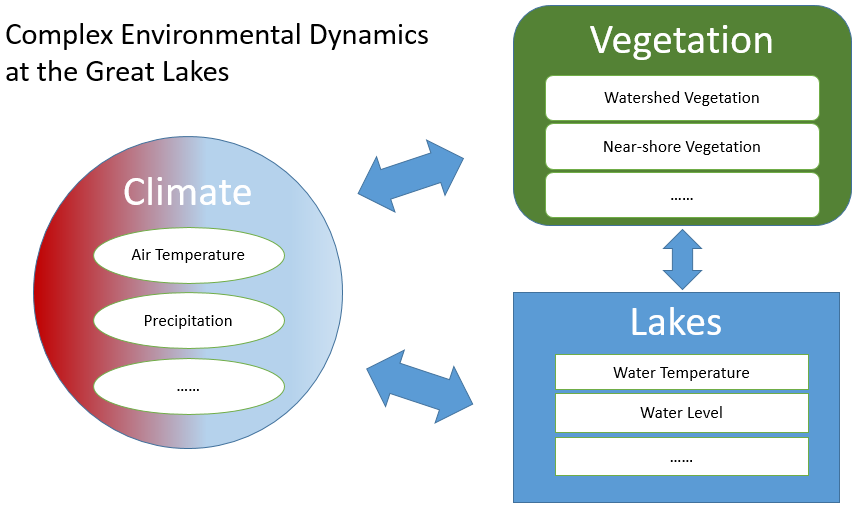 Complex Environmental Dynamics
at the Great Lakes
Climate
Air Temperature
Precipitation
......
Vegetation
Watershed Vegetation
Near-shore Vegetation
......
Lakes
Water Temperature
Water Level
......